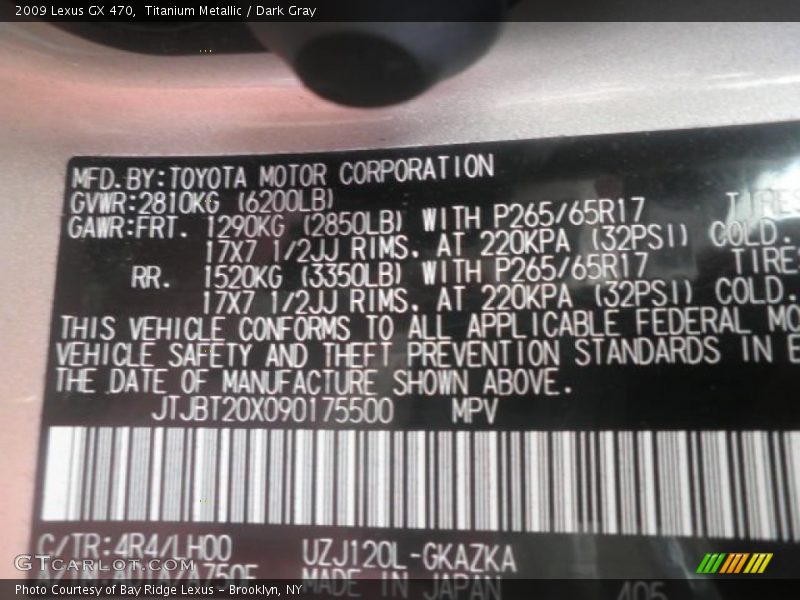 2009 Lexus GX 470, Titanium Metallic / Dark Gray
MFD.BY:TOYOTA MOTOR CORPORATION
GVWR:2810KG (6200LB)
GAWR:FRT. 1290KG (2850LB) WITH P265/65R17 TIRES
17X7 1/2JJ RIMS, AT 220KPA (32PSI) COLD.
RR. 1520KG (3350LB) WITH P265/65R17 TIRES
17X7 1/2JJ RIMS, AT 220KPA (32PSI) COLD.
THIS VEHICLE CONFORMS TO ALL APPLICABLE FEDERAL MO
VEHICLE SAFETY AND THEFT PREVENTION STANDARDS IN E
THE DATE OF MANUFACTURE SHOWN ABOVE.
JTJBT20X090175500 MPV
C/TR:4R4/LH00 UZJ120L-GKAZKA
MADE IN JAPAN 405
GTCarLot.com
Photo Courtesy of Bay Ridge Lexus - Brooklyn, NY